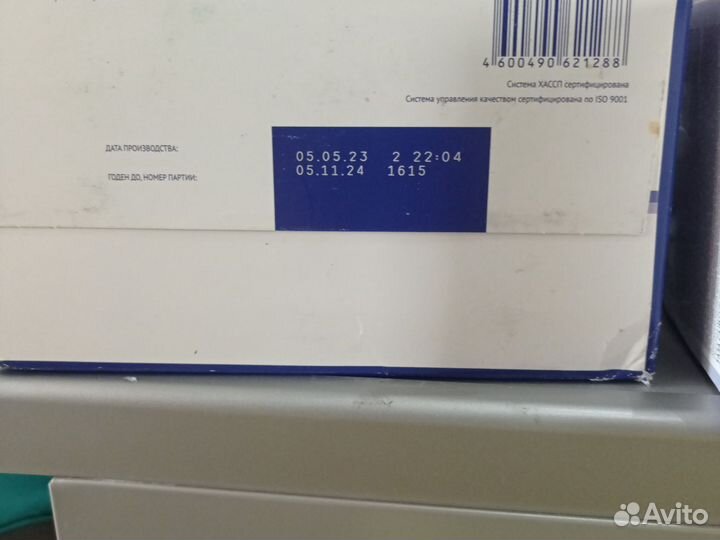 4 600490 621288
Система ХАССП сертифицирована
Система управления качеством сертифицирована по ISO 9001
ДАТА ПРОИЗВОДСТВА:
05.05.23 2 22:04
ГОДЕН ДО, НОМЕР ПАРТИИ:
05.11.24 1615
Avito